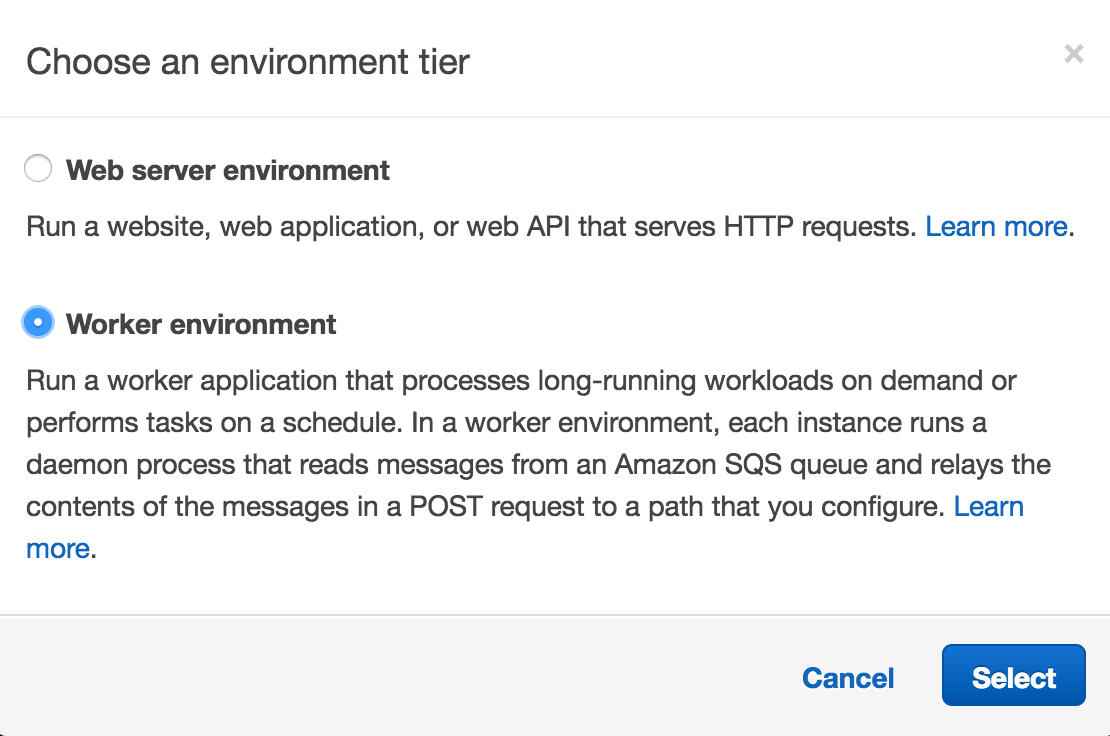 Choose an environment tier
×
Web server environment
Run a website, web application, or web API that serves HTTP requests. Learn more.
Worker environment
Run a worker application that processes long-running workloads on demand or
performs tasks on a schedule. In a worker environment, each instance runs a
daemon process that reads messages from an Amazon SQS queue and relays the
contents of the messages in a POST request to a path that you configure. Learn
more.
Cancel
Select